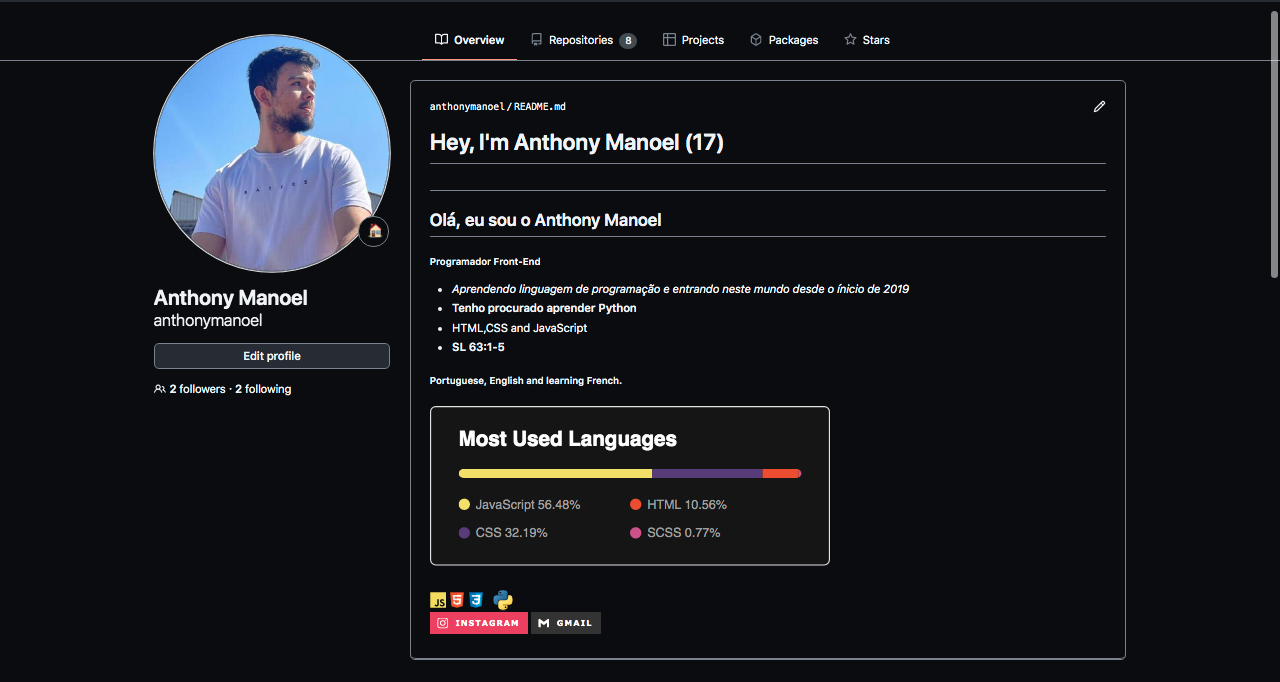 Overview Repositories 8 Projects Packages Stars
anthonymanoel/README.md
Hey, I'm Anthony Manoel (17)
Olá, eu sou o Anthony Manoel
Programador Front-End
Aprendendo linguagem de programação e entrando neste mundo desde o ínicio de 2019
Tenho procurado aprender Python
HTML,CSS and JavaScript
SL 63:1-5
Portuguese, English and learning French.
Most Used Languages
JavaScript 56.48% HTML 10.56%
CSS 32.19% SCSS 0.77%
JS 5 3
INSTAGRAM GMAIL
Anthony Manoel
anthonymanoel
Edit profile
2 followers · 2 following